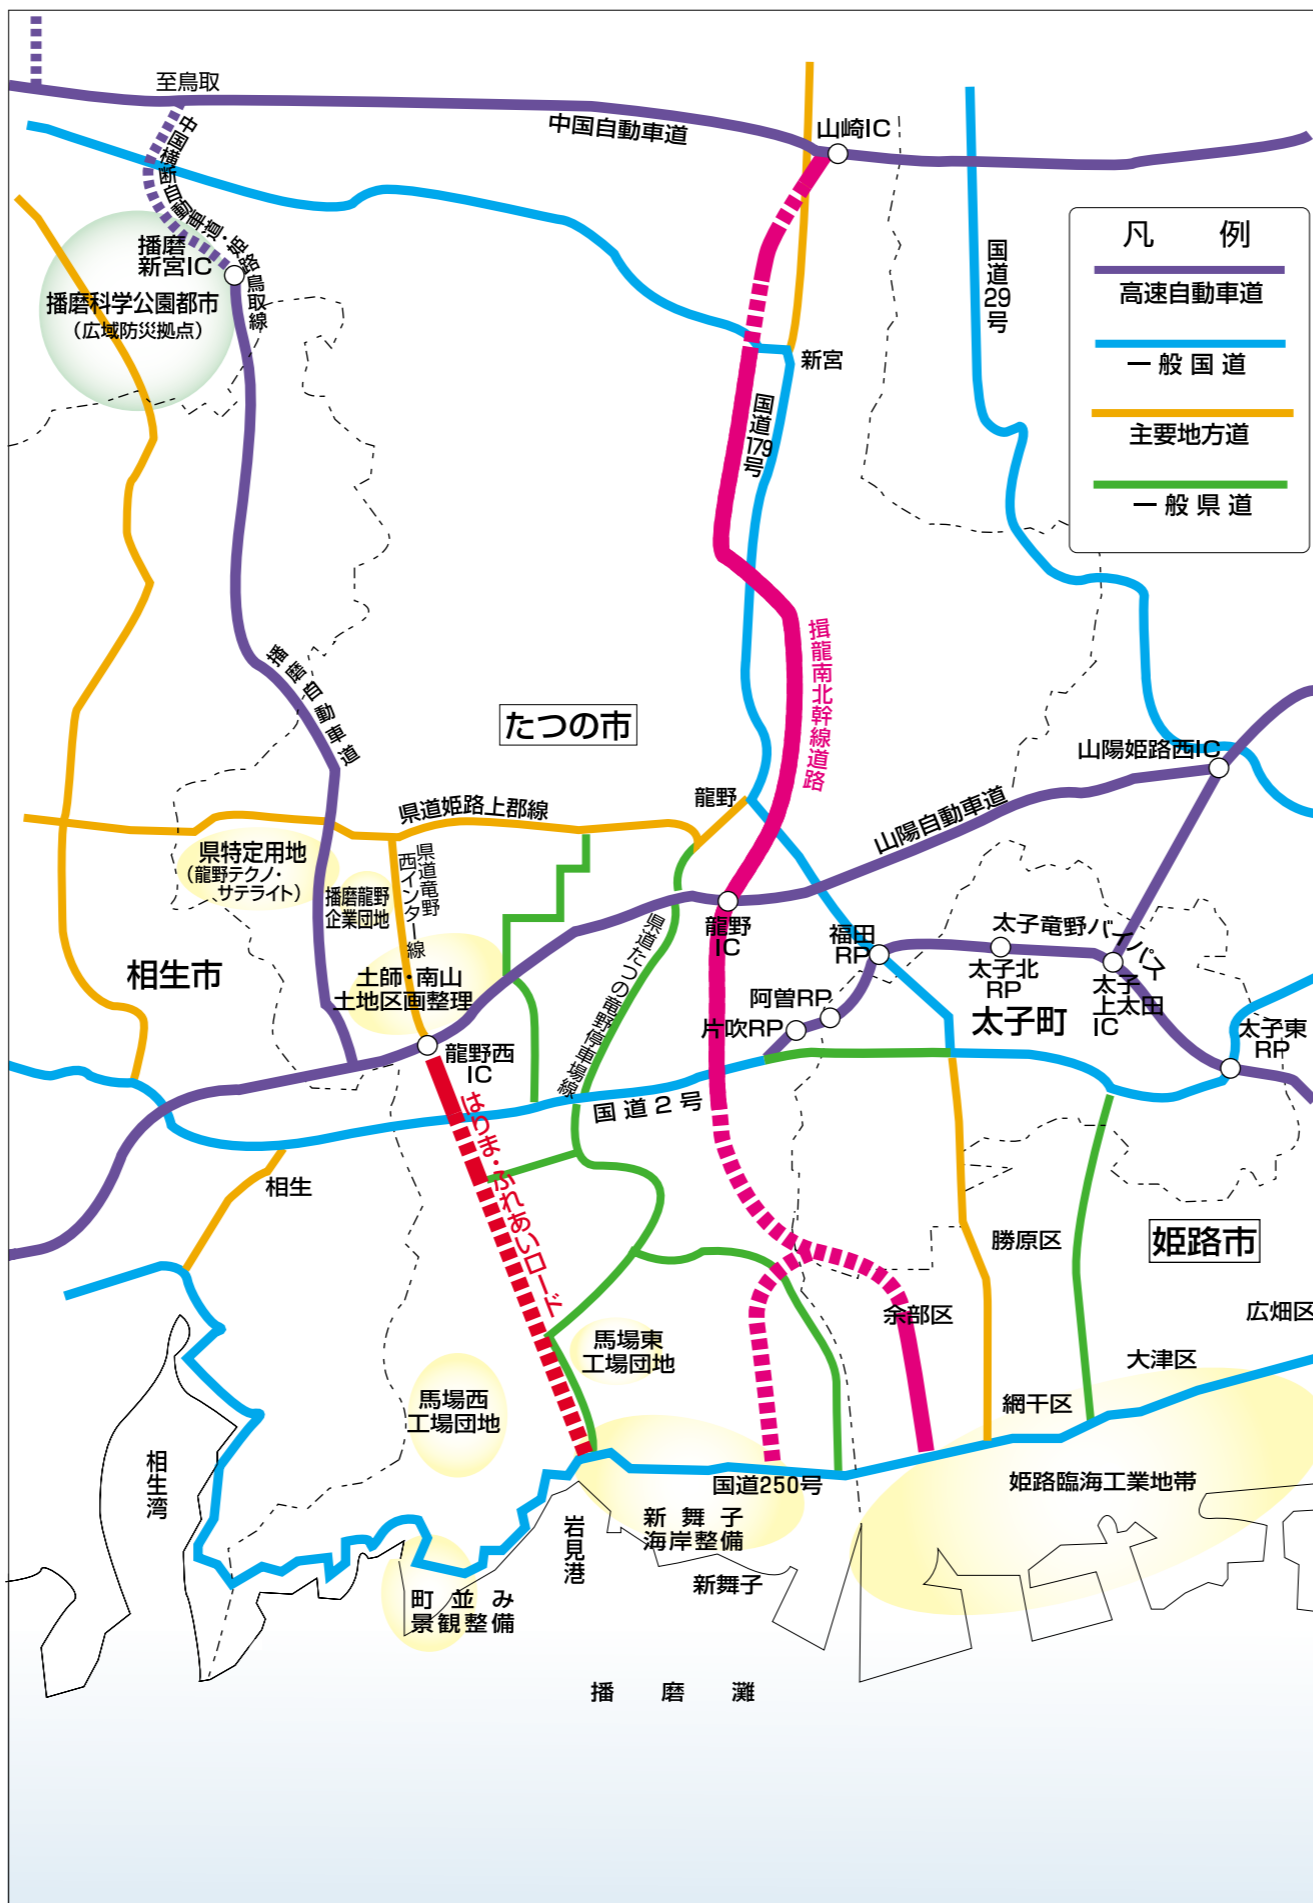 至鳥取
中国自動車道
山崎IC
中国横断自動車道・姫路鳥取線
播磨
新宮IC
播磨科学公園都市
（広域防災拠点）
国道29号
凡　例
高速自動車道
一般国道
主要地方道
一般県道
新宮
国道179号
揖龍南北幹線道路
播磨自動車道
たつの市
山陽姫路西IC
県道姫路上郡線
龍野
山陽自動車道
県特定用地
（龍野テクノ・
サテライト）
播磨龍野
企業団地
県道竜野
西インター線
県道たつの竜野停車場線
龍野
IC
福田
RP
太子竜野バイパス
太子北
RP
太子
上太田
IC
相生市
土師・南山
土地区画整理
阿曽RP
片吹RP
太子町
太子東
RP
龍野西
IC
国道2号
はりま・ふれあいロード
相生
勝原区
姫路市
余部区
広畑区
馬場東
工場団地
大津区
馬場西
工場団地
網干区
相生湾
国道250号
姫路臨海工業地帯
岩見港
新舞子
海岸整備
新舞子
町並み
景観整備
播磨灘